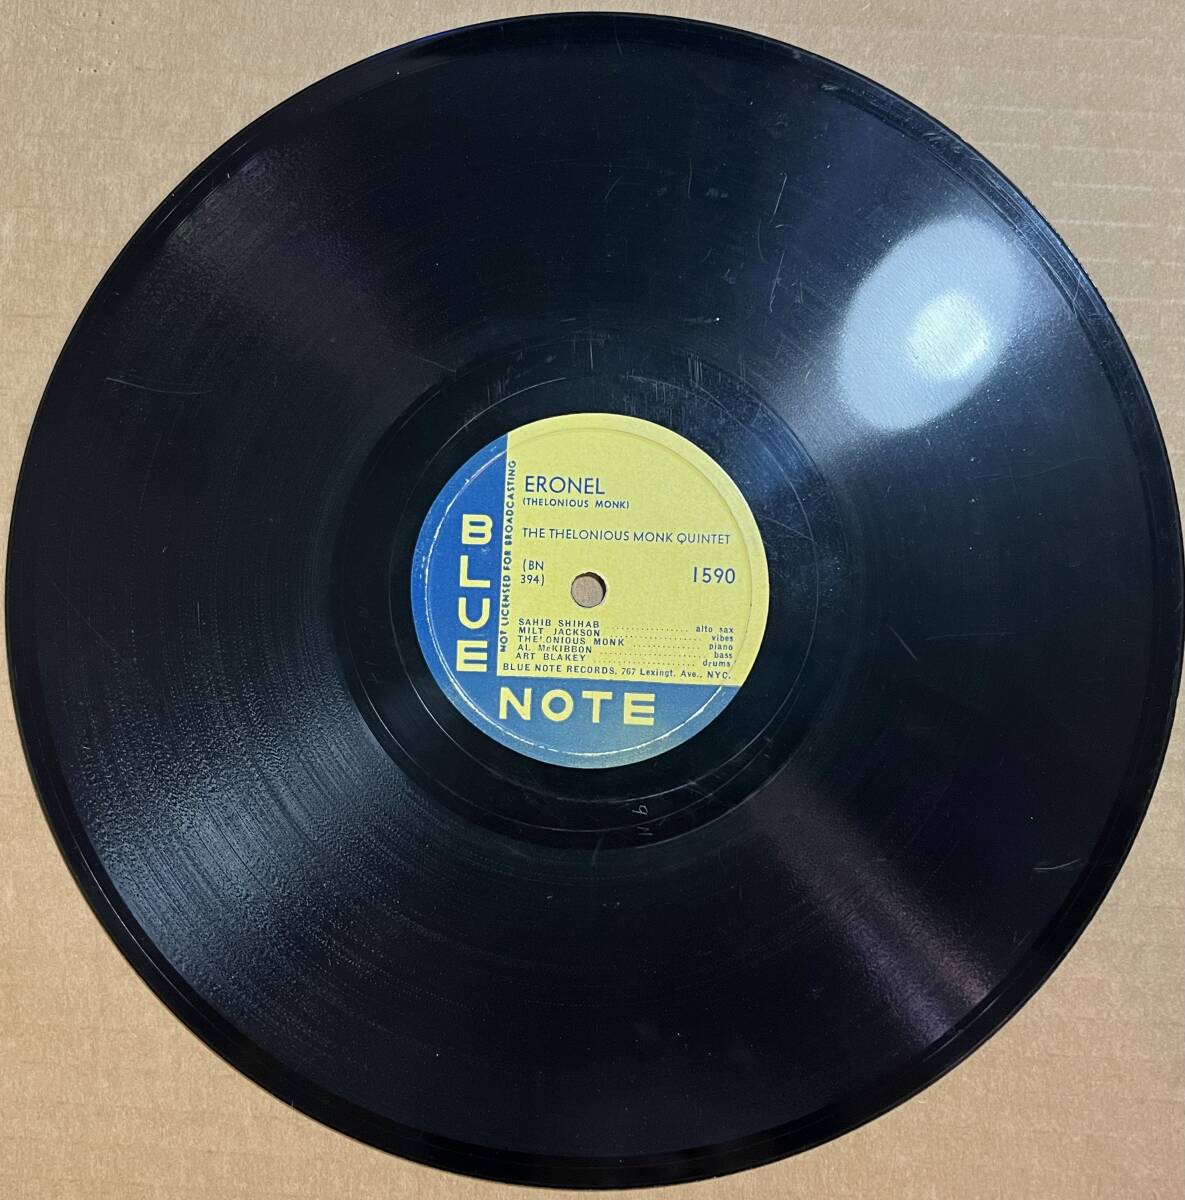 ERONEL
(THELONIOUS MONK)
THE THELONIOUS MONK QUINTET
(BN
394)
1590
SAHIB SHIHAB .................. alto sax
MILT JACKSON .................. vibes
THELONIOUS MONK .................. piano
AL McKIBBON .................. bass
ART BLAKEY .................. drums
BLUE NOTE RECORDS, 767 Lexingt. Ave., NYC.
NOT LICENSED FOR BROADCASTING
BLUE
NOTE